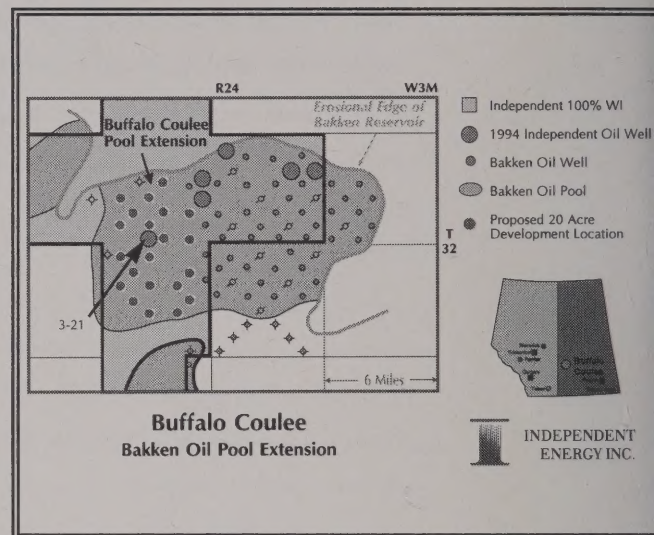 R24
W3M
Erosional Edge of
Bakken Reservoir
Buffalo Coulee
Pool Extension
T
32
3-21
6 Miles
Independent 100% WI
1994 Independent Oil Well
Bakken Oil Well
Bakken Oil Pool
Proposed 20 Acre
Development Location
Buffalo
Coulee
Buffalo Coulee
Bakken Oil Pool Extension
INDEPENDENT
ENERGY INC.